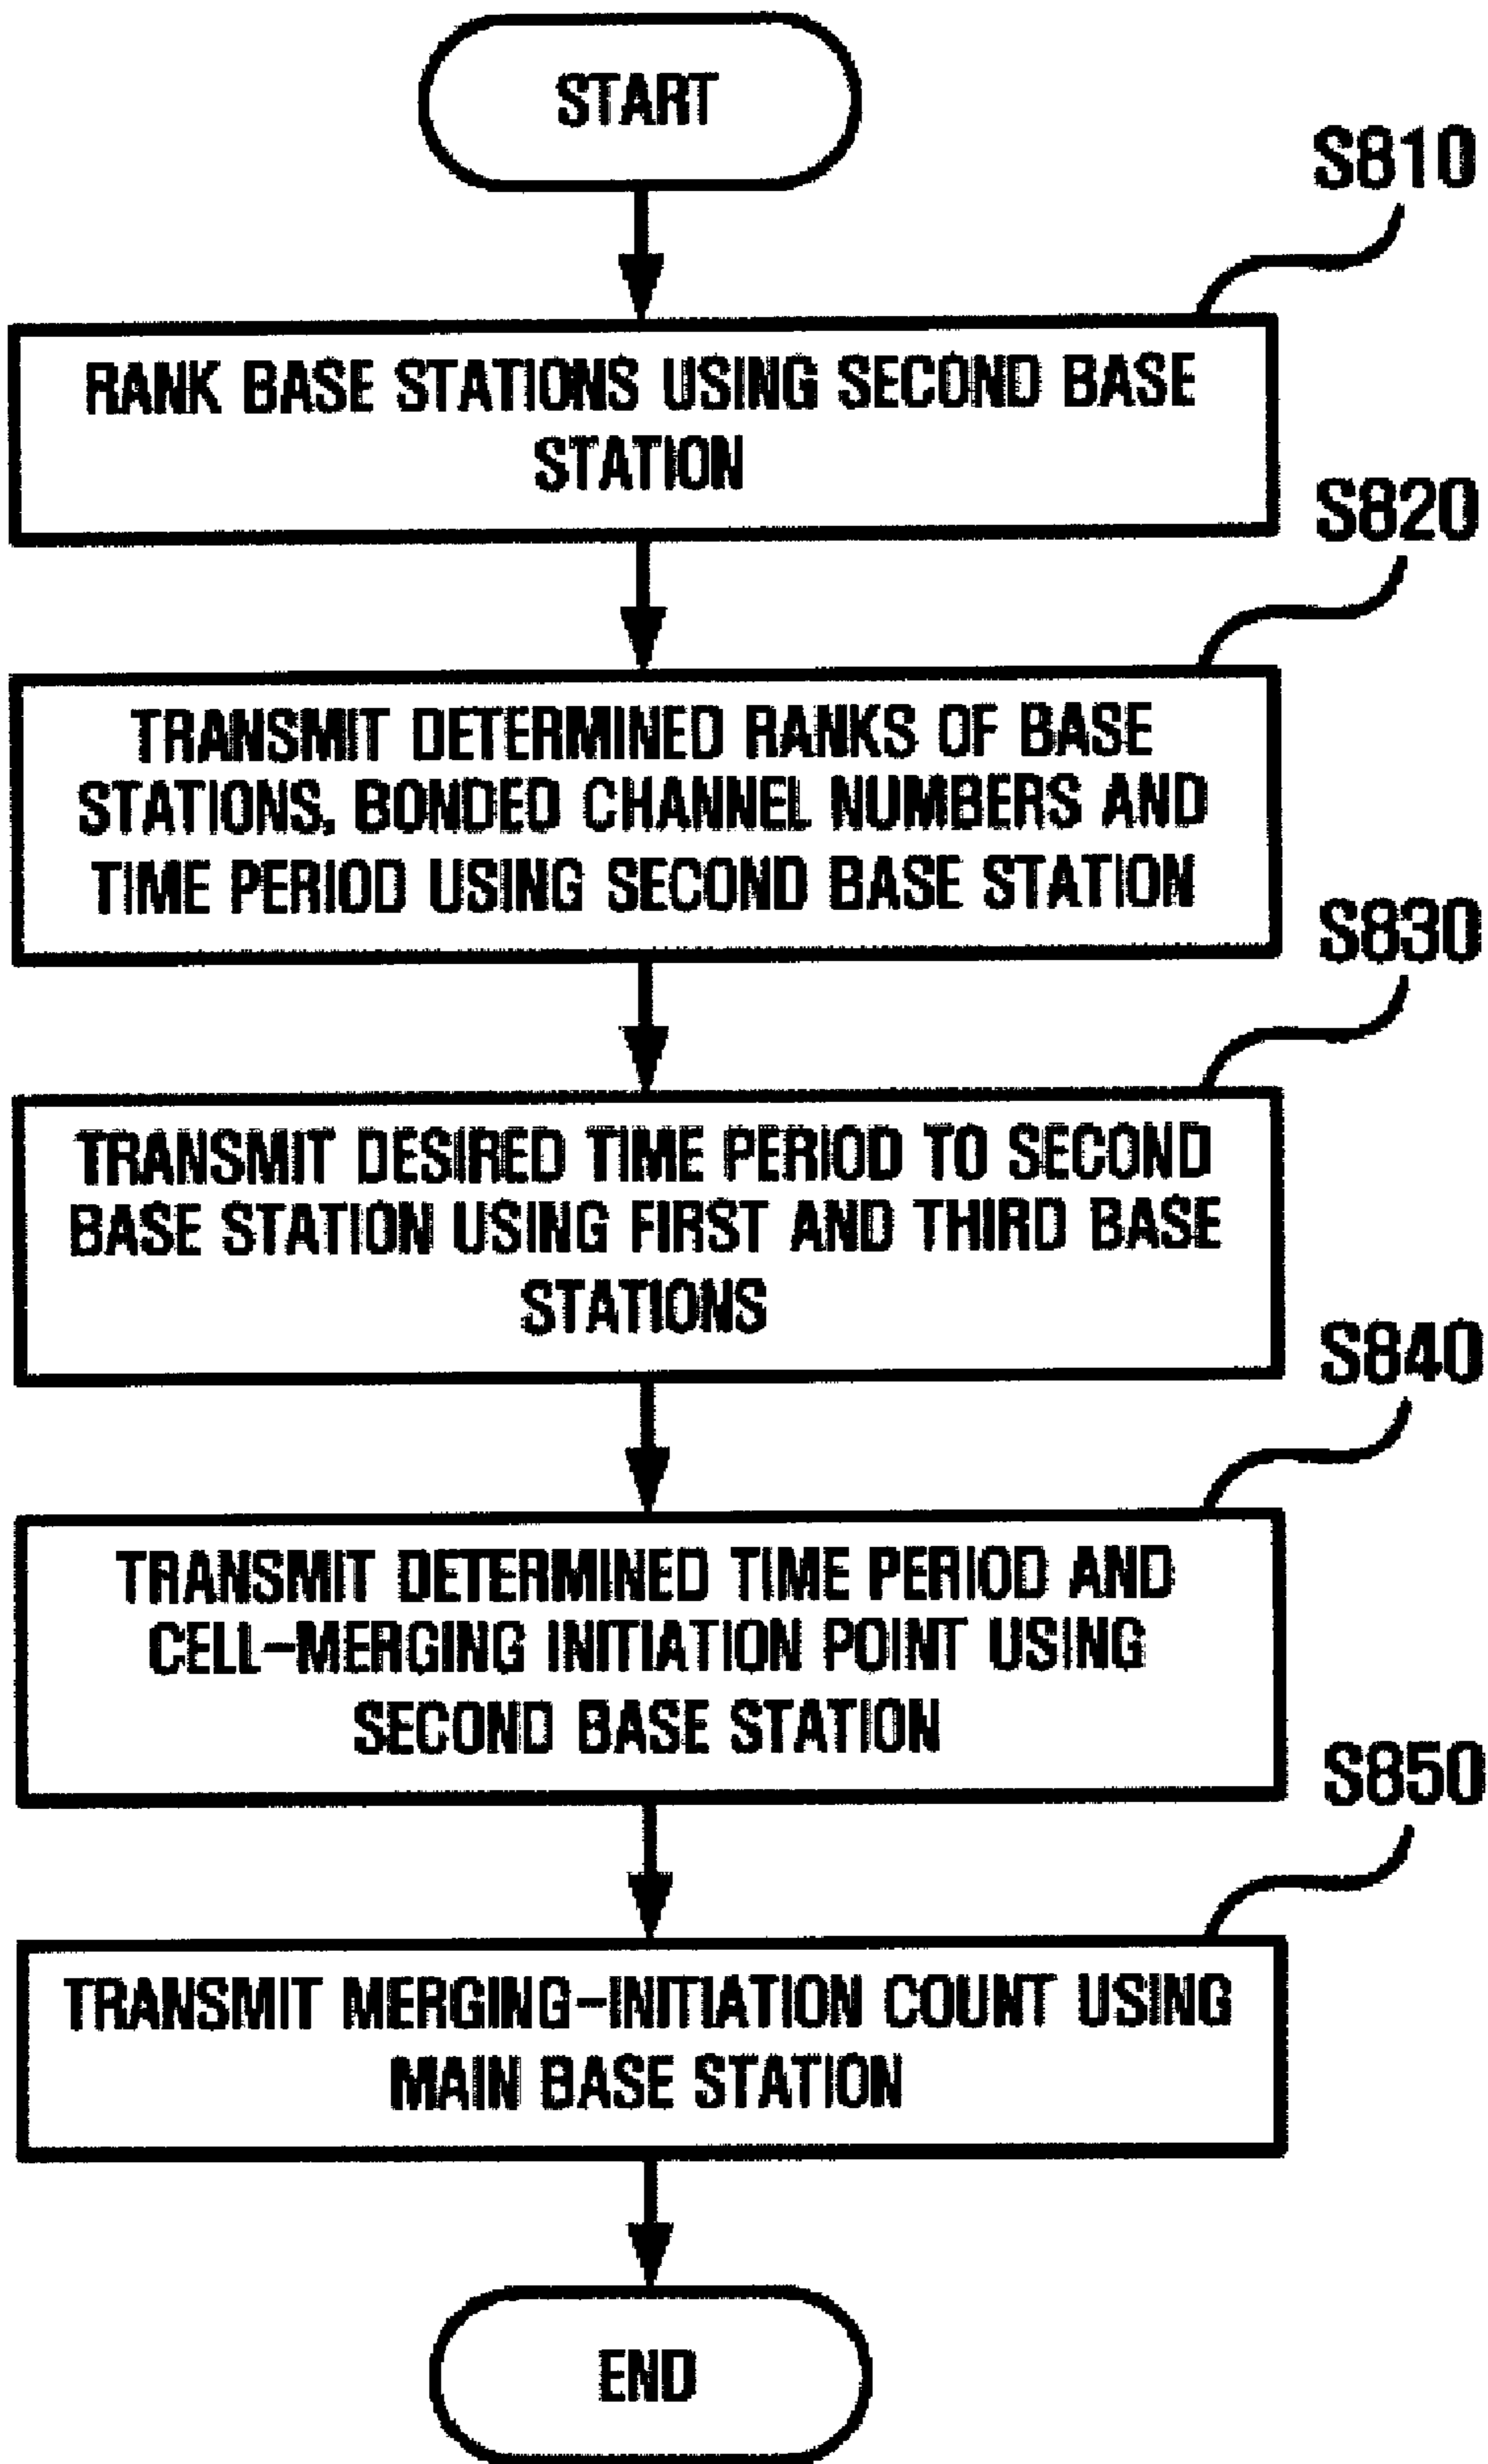 START
S810
RANK BASE STATIONS USING SECOND BASE
STATION
S820
TRANSMIT DETERMINED RANKS OF BASE
STATIONS, BONDED CHANNEL NUMBERS AND
TIME PERIOD USING SECOND BASE STATION
S830
TRANSMIT DESIRED TIME PERIOD TO SECOND
BASE STATION USING FIRST AND THIRD BASE
STATIONS
S840
TRANSMIT DETERMINED TIME PERIOD AND
CELL-MERGING INITIATION POINT USING
SECOND BASE STATION
S850
TRANSMIT MERGING-INITIATION COUNT USING
MAIN BASE STATION
END